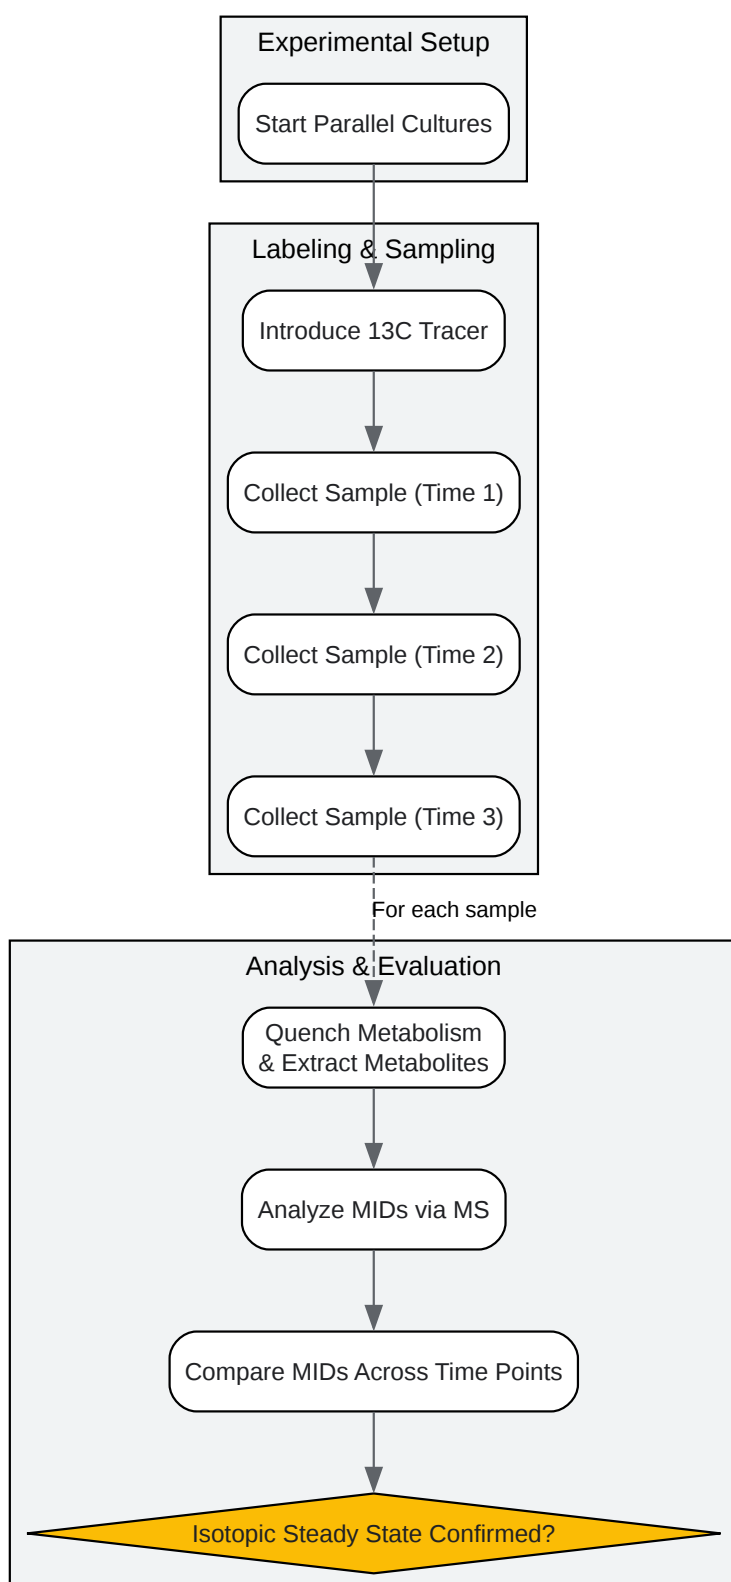 Experimental Setup
Start Parallel Cultures
Labeling & Sampling
Introduce 13C Tracer
Collect Sample (Time 1)
Collect Sample (Time 2)
Collect Sample (Time 3)
For each sample
Analysis & Evaluation
Quench Metabolism
& Extract Metabolites
Analyze MIDs via MS
Compare MIDs Across Time Points
Isotopic Steady State Confirmed?